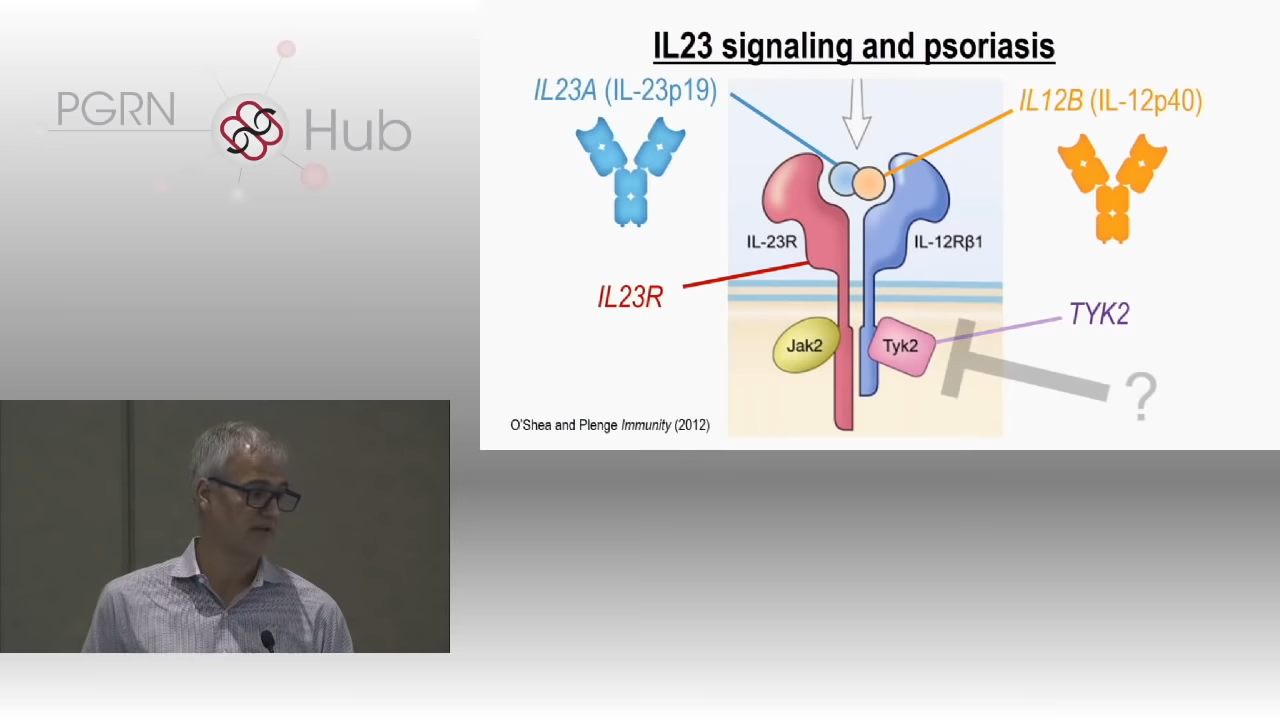 PGRN
Hub
IL23 signaling and psoriasis
IL23A (IL-23p19)
IL12B (IL-12p40)
IL-23R
IL-12Rβ1
IL23R
TYK2
Jak2
Tyk2
?
O'Shea and Plenge Immunity (2012)